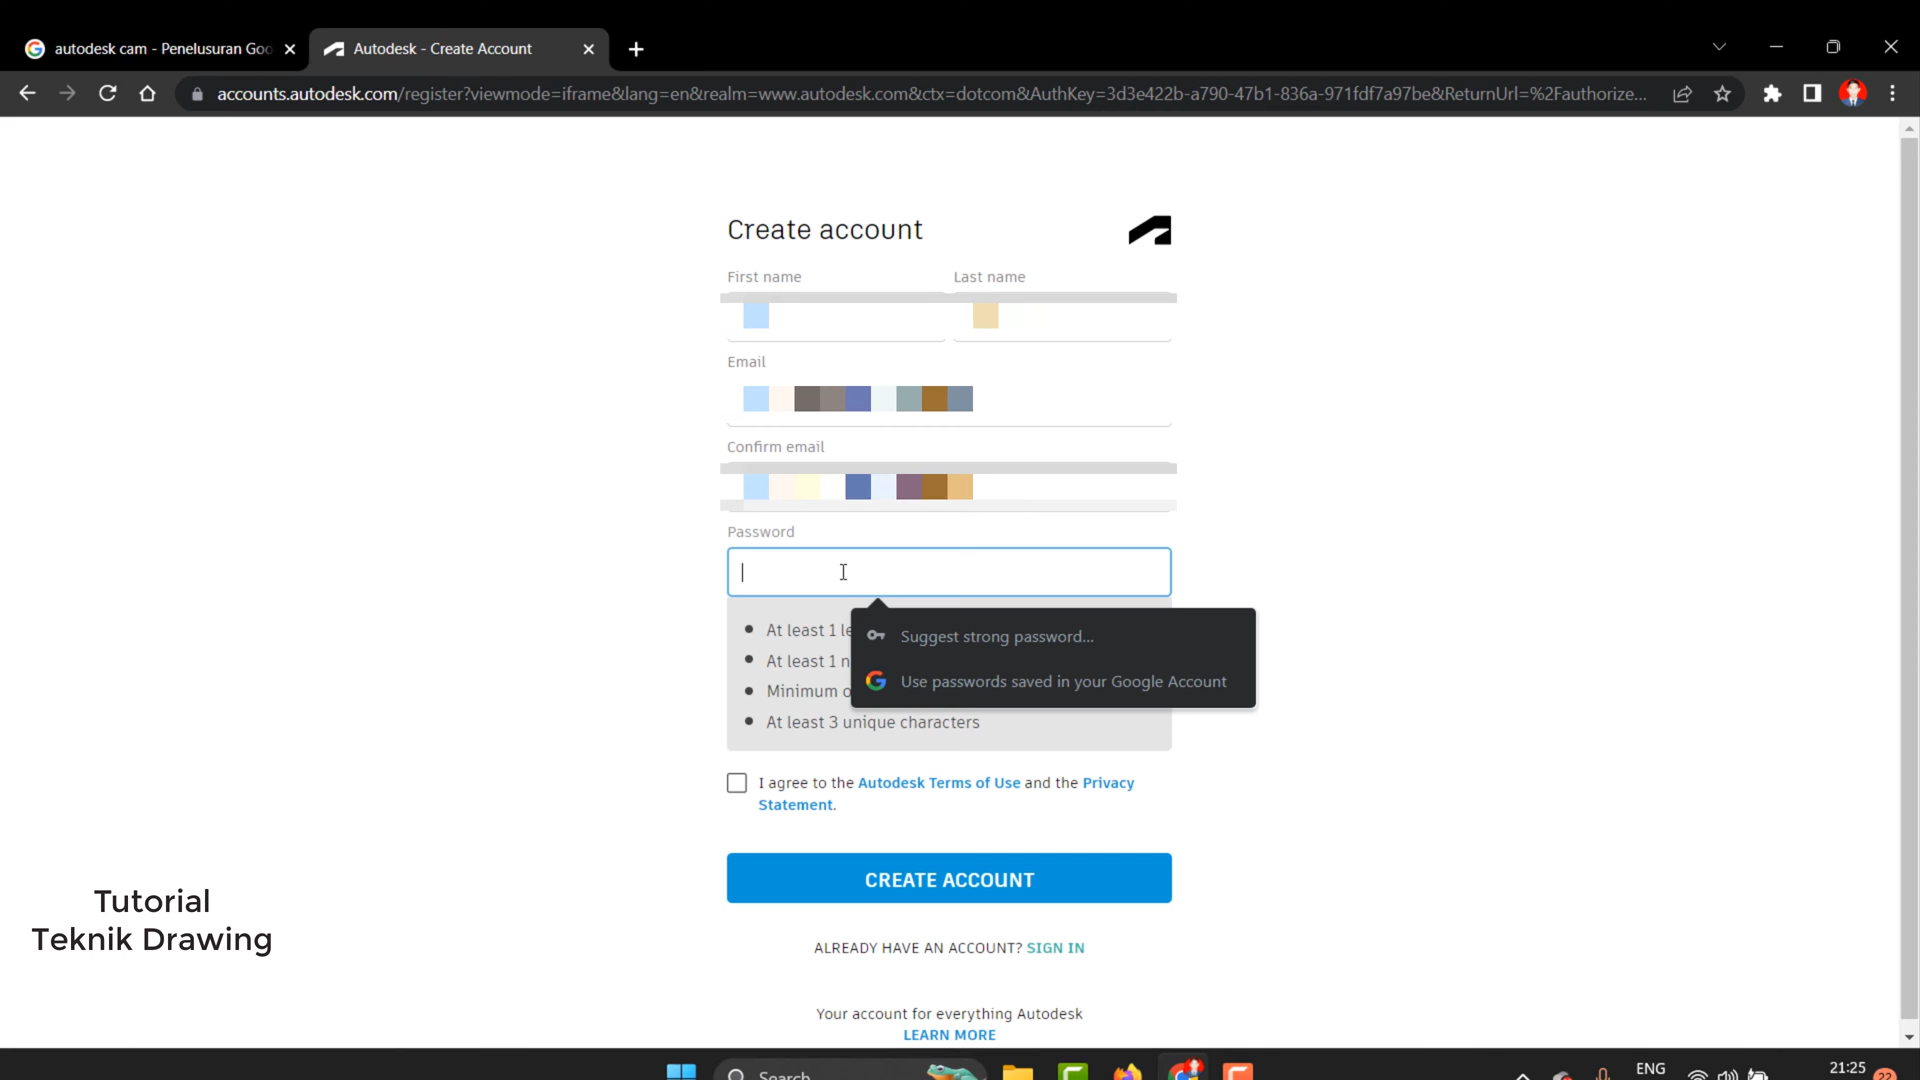 autodesk cam - Penelusuran Goo
Autodesk - Create Account
accounts.autodesk.com/register?viewmode=iframe&lang=en&realm=www.autodesk.com&ctx=dotcom&AuthKey=3d3e422b-a790-47b1-836a-971fdf7a97be&ReturnUrl=%2Fauthorize...
Create account
First name
Last name
Email
Confirm email
Password
Suggest strong password...
Use passwords saved in your Google Account
At least 1 le
At least 1 n
Minimum o
At least 3 unique characters
I agree to the Autodesk Terms of Use and the Privacy
Statement.
CREATE ACCOUNT
ALREADY HAVE AN ACCOUNT? SIGN IN
Your account for everything Autodesk
LEARN MORE
Tutorial
Teknik Drawing
Search
ENG
21:25
22